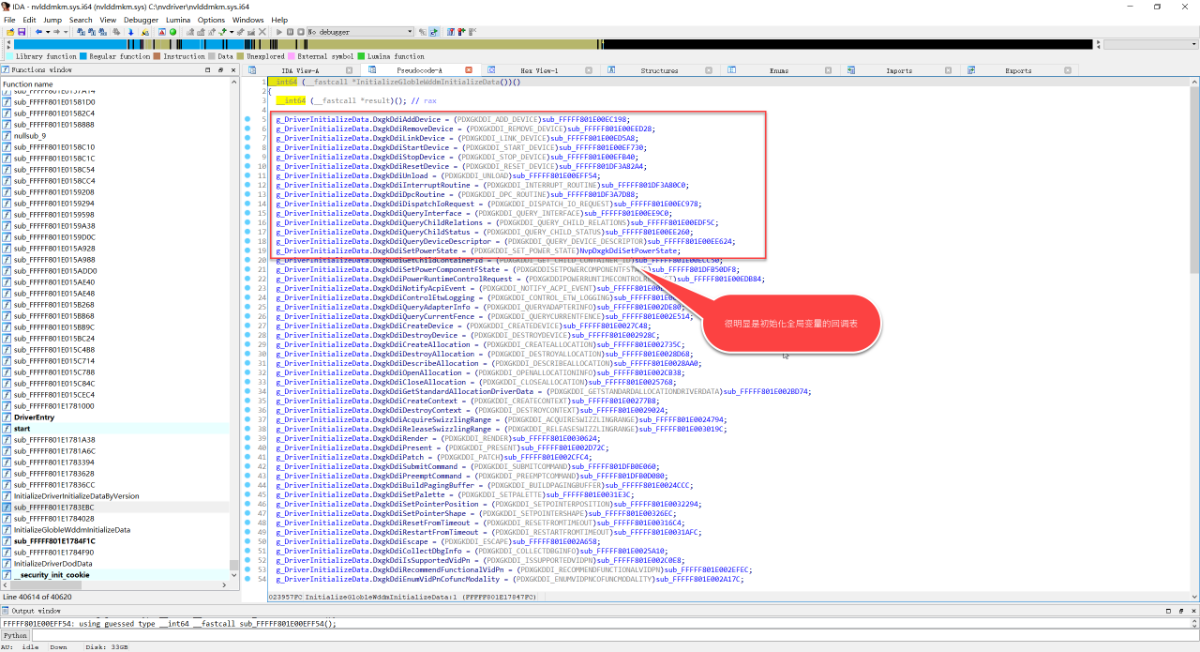 IDA - nvlddmkm.sys.i64 (nvlddmkm.sys) C:\nvdriver\nvlddmkm.sys.i64
File Edit Jump Search View Debugger Lumina Options Windows Help
No debugger
Library function Regular function Instruction Data Unexplored External symbol Lumina function
Functions window
IDA View-A Pseudocode-A Hex View-1 Structures Enums Imports Exports
Function name
sub_FFFFF801E01581D0
sub_FFFFF801E01582C4
sub_FFFFF801E0158888
nullsub_9
sub_FFFFF801E0158C10
sub_FFFFF801E0158C1C
sub_FFFFF801E0158C54
sub_FFFFF801E0158CC4
sub_FFFFF801E0159208
sub_FFFFF801E0159294
sub_FFFFF801E0159598
sub_FFFFF801E0159A38
sub_FFFFF801E0159D0C
sub_FFFFF801E015A928
sub_FFFFF801E015A988
sub_FFFFF801E015ADD0
sub_FFFFF801E015AE40
sub_FFFFF801E015AE48
sub_FFFFF801E015B268
sub_FFFFF801E015B868
sub_FFFFF801E015BB9C
sub_FFFFF801E015BC24
sub_FFFFF801E015C4B8
sub_FFFFF801E015C714
sub_FFFFF801E015C788
sub_FFFFF801E015C84C
sub_FFFFF801E015CEC4
sub_FFFFF801E1781000
DriverEntry
start
sub_FFFFF801E1781A38
sub_FFFFF801E1781A6C
sub_FFFFF801E1783394
sub_FFFFF801E1783628
sub_FFFFF801E17836CC
InitializeDriverInitializeDataByVersion
sub_FFFFF801E1783EBC
sub_FFFFF801E1784028
InitializeGlobleWddmInitializeData
sub_FFFFF801E1784F1C
sub_FFFFF801E1784F90
InitializeDriverDodData
__security_init_cookie
Line 40614 of 40620
1 __int64 (__fastcall *InitializeGlobleWddmInitializeData())()
2 {
3 __int64 (__fastcall *result)(); // rax
4
5 g_DriverInitializeData.DxgkDdiAddDevice = (PDXGKDDI_ADD_DEVICE)sub_FFFFF801E00EC198;
6 g_DriverInitializeData.DxgkDdiRemoveDevice = (PDXGKDDI_REMOVE_DEVICE)sub_FFFFF801E00EED28;
7 g_DriverInitializeData.DxgkDdiLinkDevice = (PDXGKDDI_LINK_DEVICE)sub_FFFFF801E00ED5A8;
8 g_DriverInitializeData.DxgkDdiStartDevice = (PDXGKDDI_START_DEVICE)sub_FFFFF801E00EF730;
9 g_DriverInitializeData.DxgkDdiStopDevice = (PDXGKDDI_STOP_DEVICE)sub_FFFFF801E00EFB40;
10 g_DriverInitializeData.DxgkDdiResetDevice = (PDXGKDDI_RESET_DEVICE)sub_FFFFF801DF3A82A4;
11 g_DriverInitializeData.DxgkDdiUnload = (PDXGKDDI_UNLOAD)sub_FFFFF801E00EFF54;
12 g_DriverInitializeData.DxgkDdiInterruptRoutine = (PDXGKDDI_INTERRUPT_ROUTINE)sub_FFFFF801DF3A80C0;
13 g_DriverInitializeData.DxgkDdiDpcRoutine = (PDXGKDDI_DPC_ROUTINE)sub_FFFFF801DF3A7D88;
14 g_DriverInitializeData.DxgkDdiDispatchIoRequest = (PDXGKDDI_DISPATCH_IO_REQUEST)sub_FFFFF801E00EC978;
15 g_DriverInitializeData.DxgkDdiQueryInterface = (PDXGKDDI_QUERY_INTERFACE)sub_FFFFF801E00EE9C0;
16 g_DriverInitializeData.DxgkDdiQueryChildRelations = (PDXGKDDI_QUERY_CHILD_RELATIONS)sub_FFFFF801E00EDF5C;
17 g_DriverInitializeData.DxgkDdiQueryChildStatus = (PDXGKDDI_QUERY_CHILD_STATUS)sub_FFFFF801E00EE260;
18 g_DriverInitializeData.DxgkDdiQueryDeviceDescriptor = (PDXGKDDI_QUERY_DEVICE_DESCRIPTOR)sub_FFFFF801E00EE624;
19 g_DriverInitializeData.DxgkDdiSetPowerState = (PDXGKDDI_SET_POWER_STATE)NvpDxgkDdiSetPowerState;
20 g_DriverInitializeData.DxgkDdiGetChildContainerId = (PDXGKDDI_GET_CHILD_CONTAINER_ID)sub_FFFFF801E00ECC50;
21 g_DriverInitializeData.DxgkDdiSetPowerComponentFState = (PDXGKDDISETPOWERCOMPONENTFSTATE)sub_FFFFF801DFB50DF8;
22 g_DriverInitializeData.DxgkDdiPowerRuntimeControlRequest = (PDXGKDDIPOWERRUNTIMECONTROLREQUEST)sub_FFFFF801E00EDB84;
23 g_DriverInitializeData.DxgkDdiNotifyAcpiEvent = (PDXGKDDI_NOTIFY_ACPI_EVENT)sub_FFFFF801E00
24 g_DriverInitializeData.DxgkDdiControlEtwLogging = (PDXGKDDI_CONTROL_ETW_LOGGING)sub_FFFFF801E00
25 g_DriverInitializeData.DxgkDdiQueryAdapterInfo = (PDXGKDDI_QUERYADAPTERINFO)sub_FFFFF801E002DE80;
26 g_DriverInitializeData.DxgkDdiQueryCurrentFence = (PDXGKDDI_QUERYCURRENTFENCE)sub_FFFFF801E002E514;
27 g_DriverInitializeData.DxgkDdiCreateDevice = (PDXGKDDI_CREATEDEVICE)sub_FFFFF801E0027C48;
28 g_DriverInitializeData.DxgkDdiDestroyDevice = (PDXGKDDI_DESTROYDEVICE)sub_FFFFF801E002928C;
29 g_DriverInitializeData.DxgkDdiCreateAllocation = (PDXGKDDI_CREATEALLOCATION)sub_FFFFF801E002735C;
30 g_DriverInitializeData.DxgkDdiDestroyAllocation = (PDXGKDDI_DESTROYALLOCATION)sub_FFFFF801E0028D68;
31 g_DriverInitializeData.DxgkDdiDescribeAllocation = (PDXGKDDI_DESCRIBEALLOCATION)sub_FFFFF801E0028AA0;
32 g_DriverInitializeData.DxgkDdiOpenAllocation = (PDXGKDDI_OPENALLOCATIONINFO)sub_FFFFF801E002CB38;
33 g_DriverInitializeData.DxgkDdiCloseAllocation = (PDXGKDDI_CLOSEALLOCATION)sub_FFFFF801E0025768;
34 g_DriverInitializeData.DxgkDdiGetStandardAllocationDriverData = (PDXGKDDI_GETSTANDARDALLOCATIONDRIVERDATA)sub_FFFFF801E002BD74;
35 g_DriverInitializeData.DxgkDdiCreateContext = (PDXGKDDI_CREATECONTEXT)sub_FFFFF801E00277B8;
36 g_DriverInitializeData.DxgkDdiDestroyContext = (PDXGKDDI_DESTROYCONTEXT)sub_FFFFF801E0029024;
37 g_DriverInitializeData.DxgkDdiAcquireSwizzlingRange = (PDXGKDDI_ACQUIRESWIZZLINGRANGE)sub_FFFFF801E0024794;
38 g_DriverInitializeData.DxgkDdiReleaseSwizzlingRange = (PDXGKDDI_RELEASESWIZZLINGRANGE)sub_FFFFF801E003019C;
39 g_DriverInitializeData.DxgkDdiRender = (PDXGKDDI_RENDER)sub_FFFFF801E0030624;
40 g_DriverInitializeData.DxgkDdiPresent = (PDXGKDDI_PRESENT)sub_FFFFF801E002D72C;
41 g_DriverInitializeData.DxgkDdiPatch = (PDXGKDDI_PATCH)sub_FFFFF801E002CFC4;
42 g_DriverInitializeData.DxgkDdiSubmitCommand = (PDXGKDDI_SUBMITCOMMAND)sub_FFFFF801DFB0E060;
43 g_DriverInitializeData.DxgkDdiPreemptCommand = (PDXGKDDI_PREEMPTCOMMAND)sub_FFFFF801DFB0D0B0;
44 g_DriverInitializeData.DxgkDdiBuildPagingBuffer = (PDXGKDDI_BUILDPAGINGBUFFER)sub_FFFFF801E0024CCC;
45 g_DriverInitializeData.DxgkDdiSetPalette = (PDXGKDDI_SETPALETTE)sub_FFFFF801E0031E3C;
46 g_DriverInitializeData.DxgkDdiSetPointerPosition = (PDXGKDDI_SETPOINTERPOSITION)sub_FFFFF801E0032294;
47 g_DriverInitializeData.DxgkDdiSetPointerShape = (PDXGKDDI_SETPOINTERSHAPE)sub_FFFFF801E00326EC;
48 g_DriverInitializeData.DxgkDdiResetFromTimeout = (PDXGKDDI_RESETFROMTIMEOUT)sub_FFFFF801E00316C4;
49 g_DriverInitializeData.DxgkDdiRestartFromTimeout = (PDXGKDDI_RESTARTFROMTIMEOUT)sub_FFFFF801E0031AFC;
50 g_DriverInitializeData.DxgkDdiEscape = (PDXGKDDI_ESCAPE)sub_FFFFF801E002A658;
51 g_DriverInitializeData.DxgkDdiCollectDbgInfo = (PDXGKDDI_COLLECTDBGINFO)sub_FFFFF801E0025A10;
52 g_DriverInitializeData.DxgkDdiIsSupportedVidPn = (PDXGKDDI_ISSUPPORTEDVIDPN)sub_FFFFF801E002C0E8;
53 g_DriverInitializeData.DxgkDdiRecommendFunctionalVidPn = (PDXGKDDI_RECOMMENDFUNCTIONALVIDPN)sub_FFFFF801E002EFEC;
54 g_DriverInitializeData.DxgkDdiEnumVidPnCofuncModality = (PDXGKDDI_ENUMVIDPNCOFUNCMODALITY)sub_FFFFF801E002A17C;
很明显是初始化全局变量的回调表
023957FC InitializeGlobleWddmInitializeData:1 (FFFFF801E17847FC)
Output window
FFFFF801E00EFF54: using guessed type __int64 __fastcall sub_FFFFF801E00EFF54();
Python
AU: idle Down Disk: 33GB